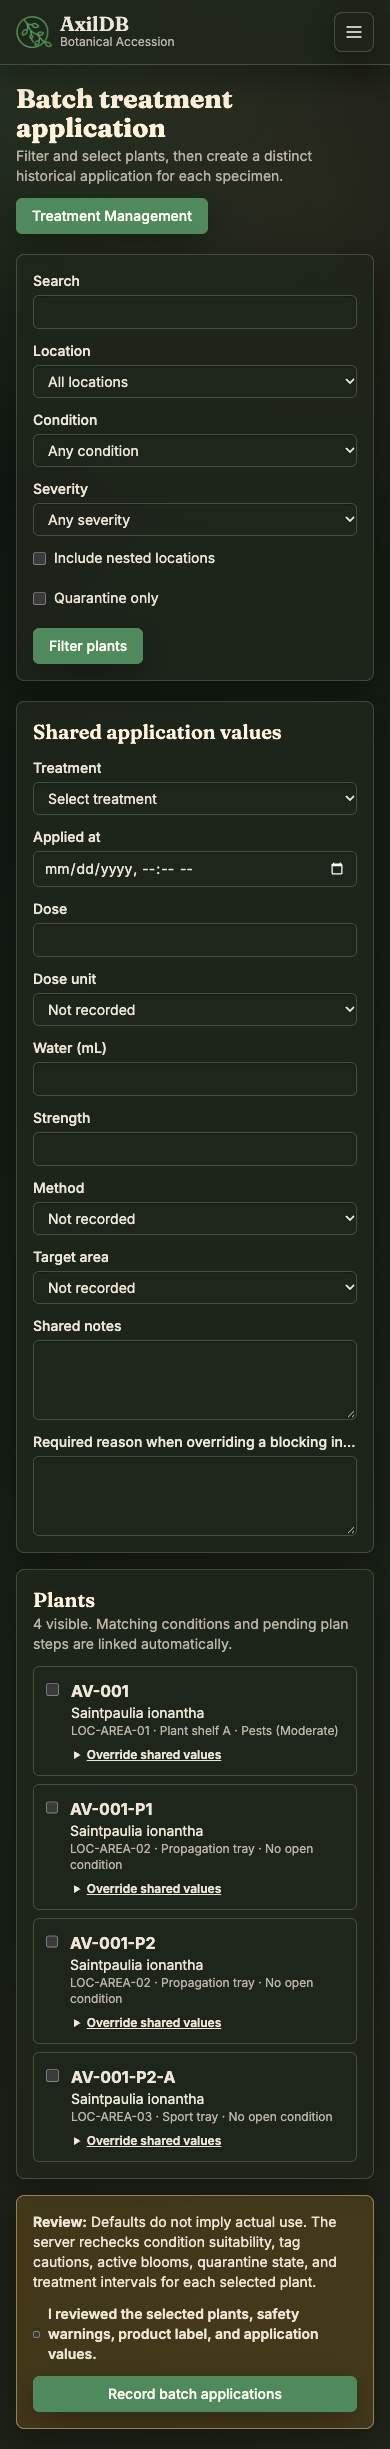 AxilDB
Botanical Accession
Batch treatment
application
Filter and select plants, then create a distinct
historical application for each specimen.
Treatment Management
Search
Location
All locations
Condition
Any condition
Severity
Any severity
Include nested locations
Quarantine only
Filter plants
Shared application values
Treatment
Select treatment
Applied at
mm/dd/yyyy, --:-- --
Dose
Dose unit
Not recorded
Water (mL)
Strength
Method
Not recorded
Target area
Not recorded
Shared notes
Required reason when overriding a blocking in...
Plants
4 visible. Matching conditions and pending plan
steps are linked automatically.
AV-001
Saintpaulia ionantha
LOC-AREA-01 · Plant shelf A · Pests (Moderate)
Override shared values
AV-001-P1
Saintpaulia ionantha
LOC-AREA-02 · Propagation tray · No open
condition
Override shared values
AV-001-P2
Saintpaulia ionantha
LOC-AREA-02 · Propagation tray · No open
condition
Override shared values
AV-001-P2-A
Saintpaulia ionantha
LOC-AREA-03 · Sport tray · No open condition
Override shared values
Review: Defaults do not imply actual use. The
server rechecks condition suitability, tag
cautions, active blooms, quarantine state, and
treatment intervals for each selected plant.
I reviewed the selected plants, safety
warnings, product label, and application
values.
Record batch applications